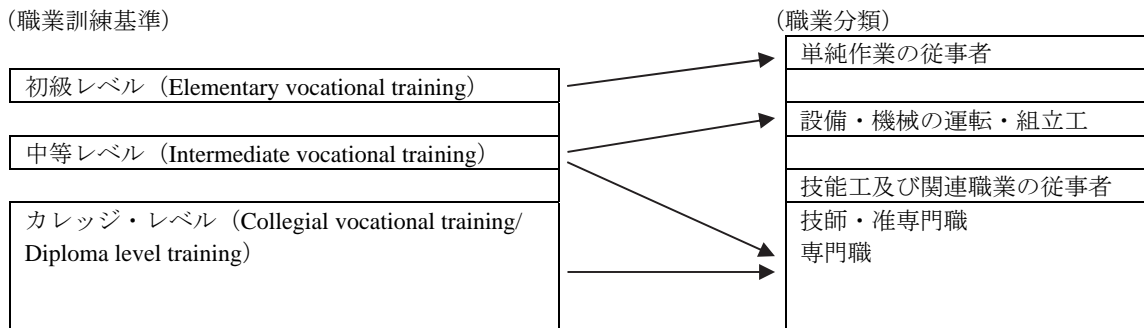 （職業訓練基準）
（職業分類）
初級レベル（Elementary vocational training）
中等レベル（Intermediate vocational training）
カレッジ・レベル（Collegial vocational training/
Diploma level training）
単純作業の従事者
設備・機械の運転・組立工
技能工及び関連職業の従事者
技師・准専門職
専門職